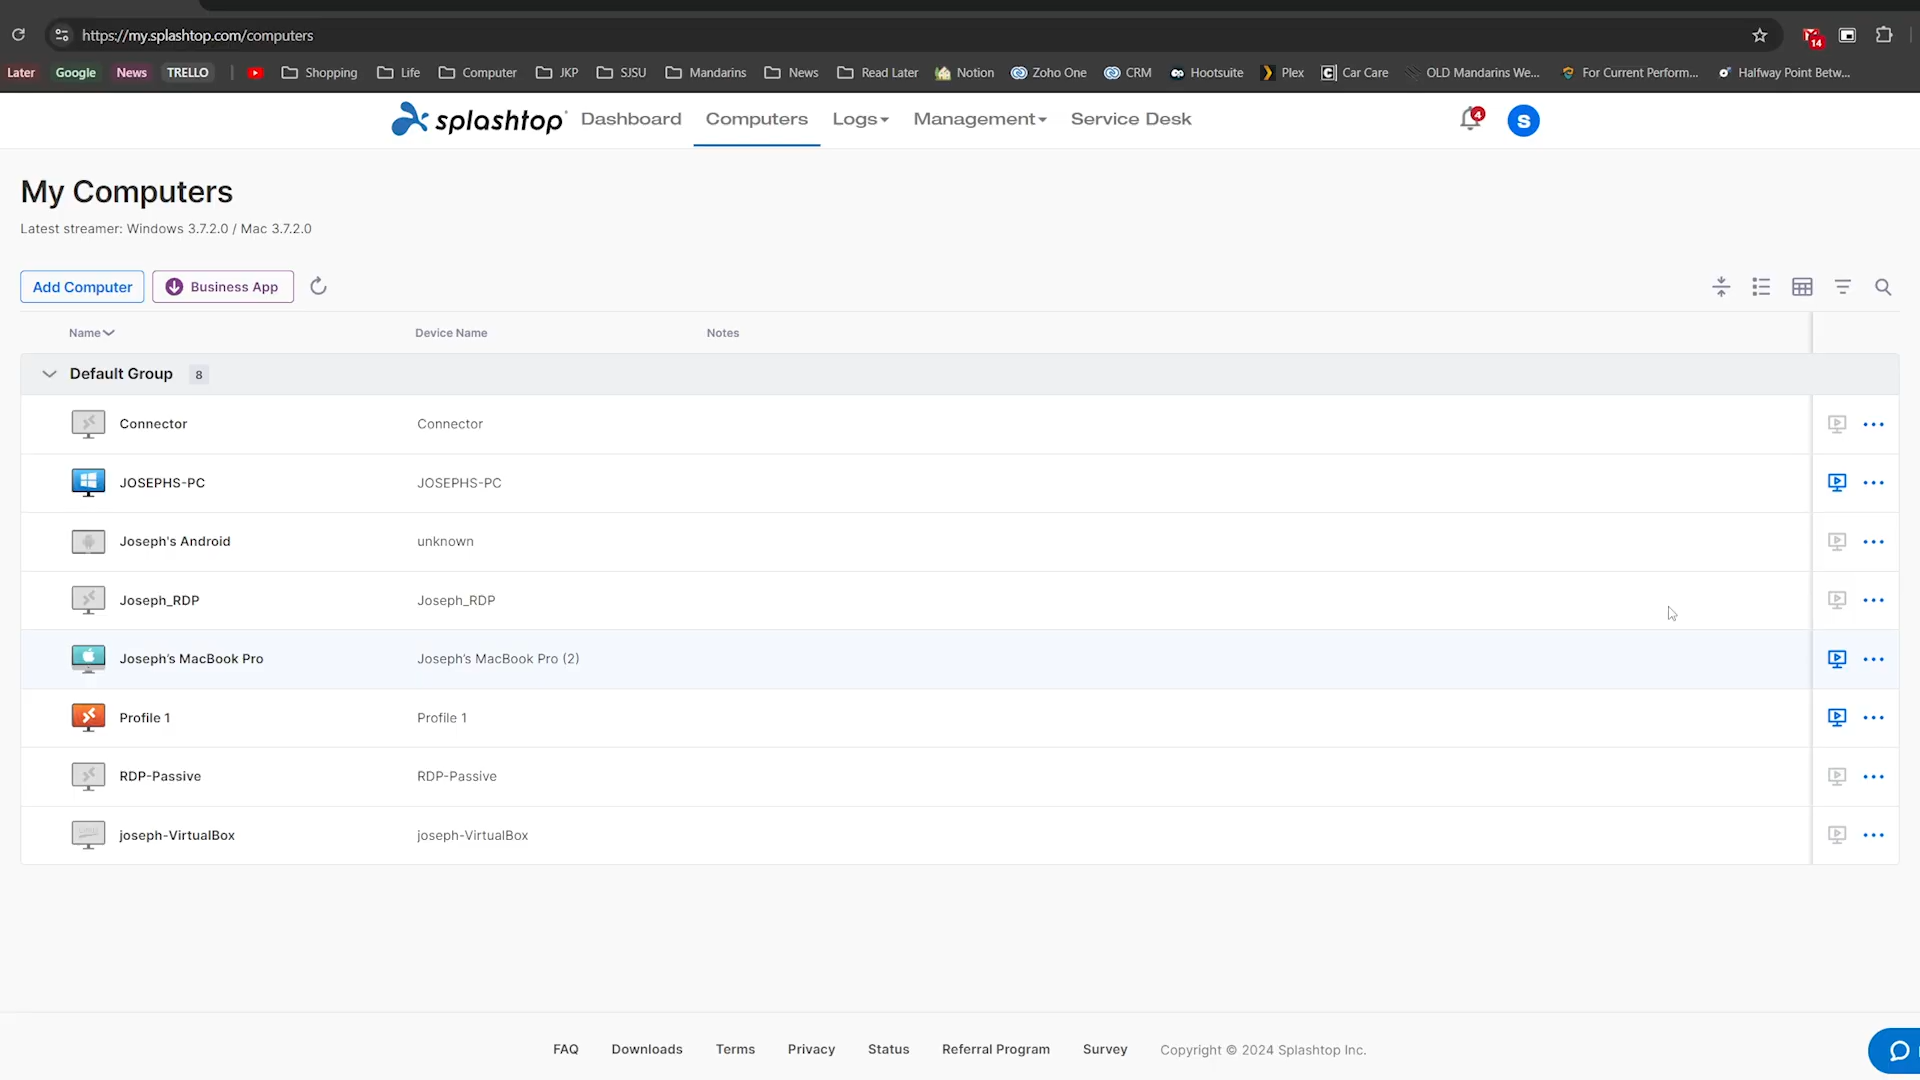 https://my.splashtop.com/computers
14
Later Google News TRELLO Shopping Life Computer JKP SJSU Mandarins News Read Later Notion Zoho One CRM Hootsuite Plex Car Care OLD Mandarins We... For Current Perform... Halfway Point Betw...
splashtop Dashboard Computers Logs Management Service Desk 4 S
My Computers
Latest streamer: Windows 3.7.2.0 / Mac 3.7.2.0
Add Computer Business App
Name Device Name Notes
Default Group 8
Connector Connector
JOSEPHS-PC JOSEPHS-PC
Joseph's Android unknown
Joseph_RDP Joseph_RDP
Joseph’s MacBook Pro Joseph’s MacBook Pro (2)
Profile 1 Profile 1
RDP-Passive RDP-Passive
joseph-VirtualBox joseph-VirtualBox
FAQ Downloads Terms Privacy Status Referral Program Survey Copyright © 2024 Splashtop Inc.